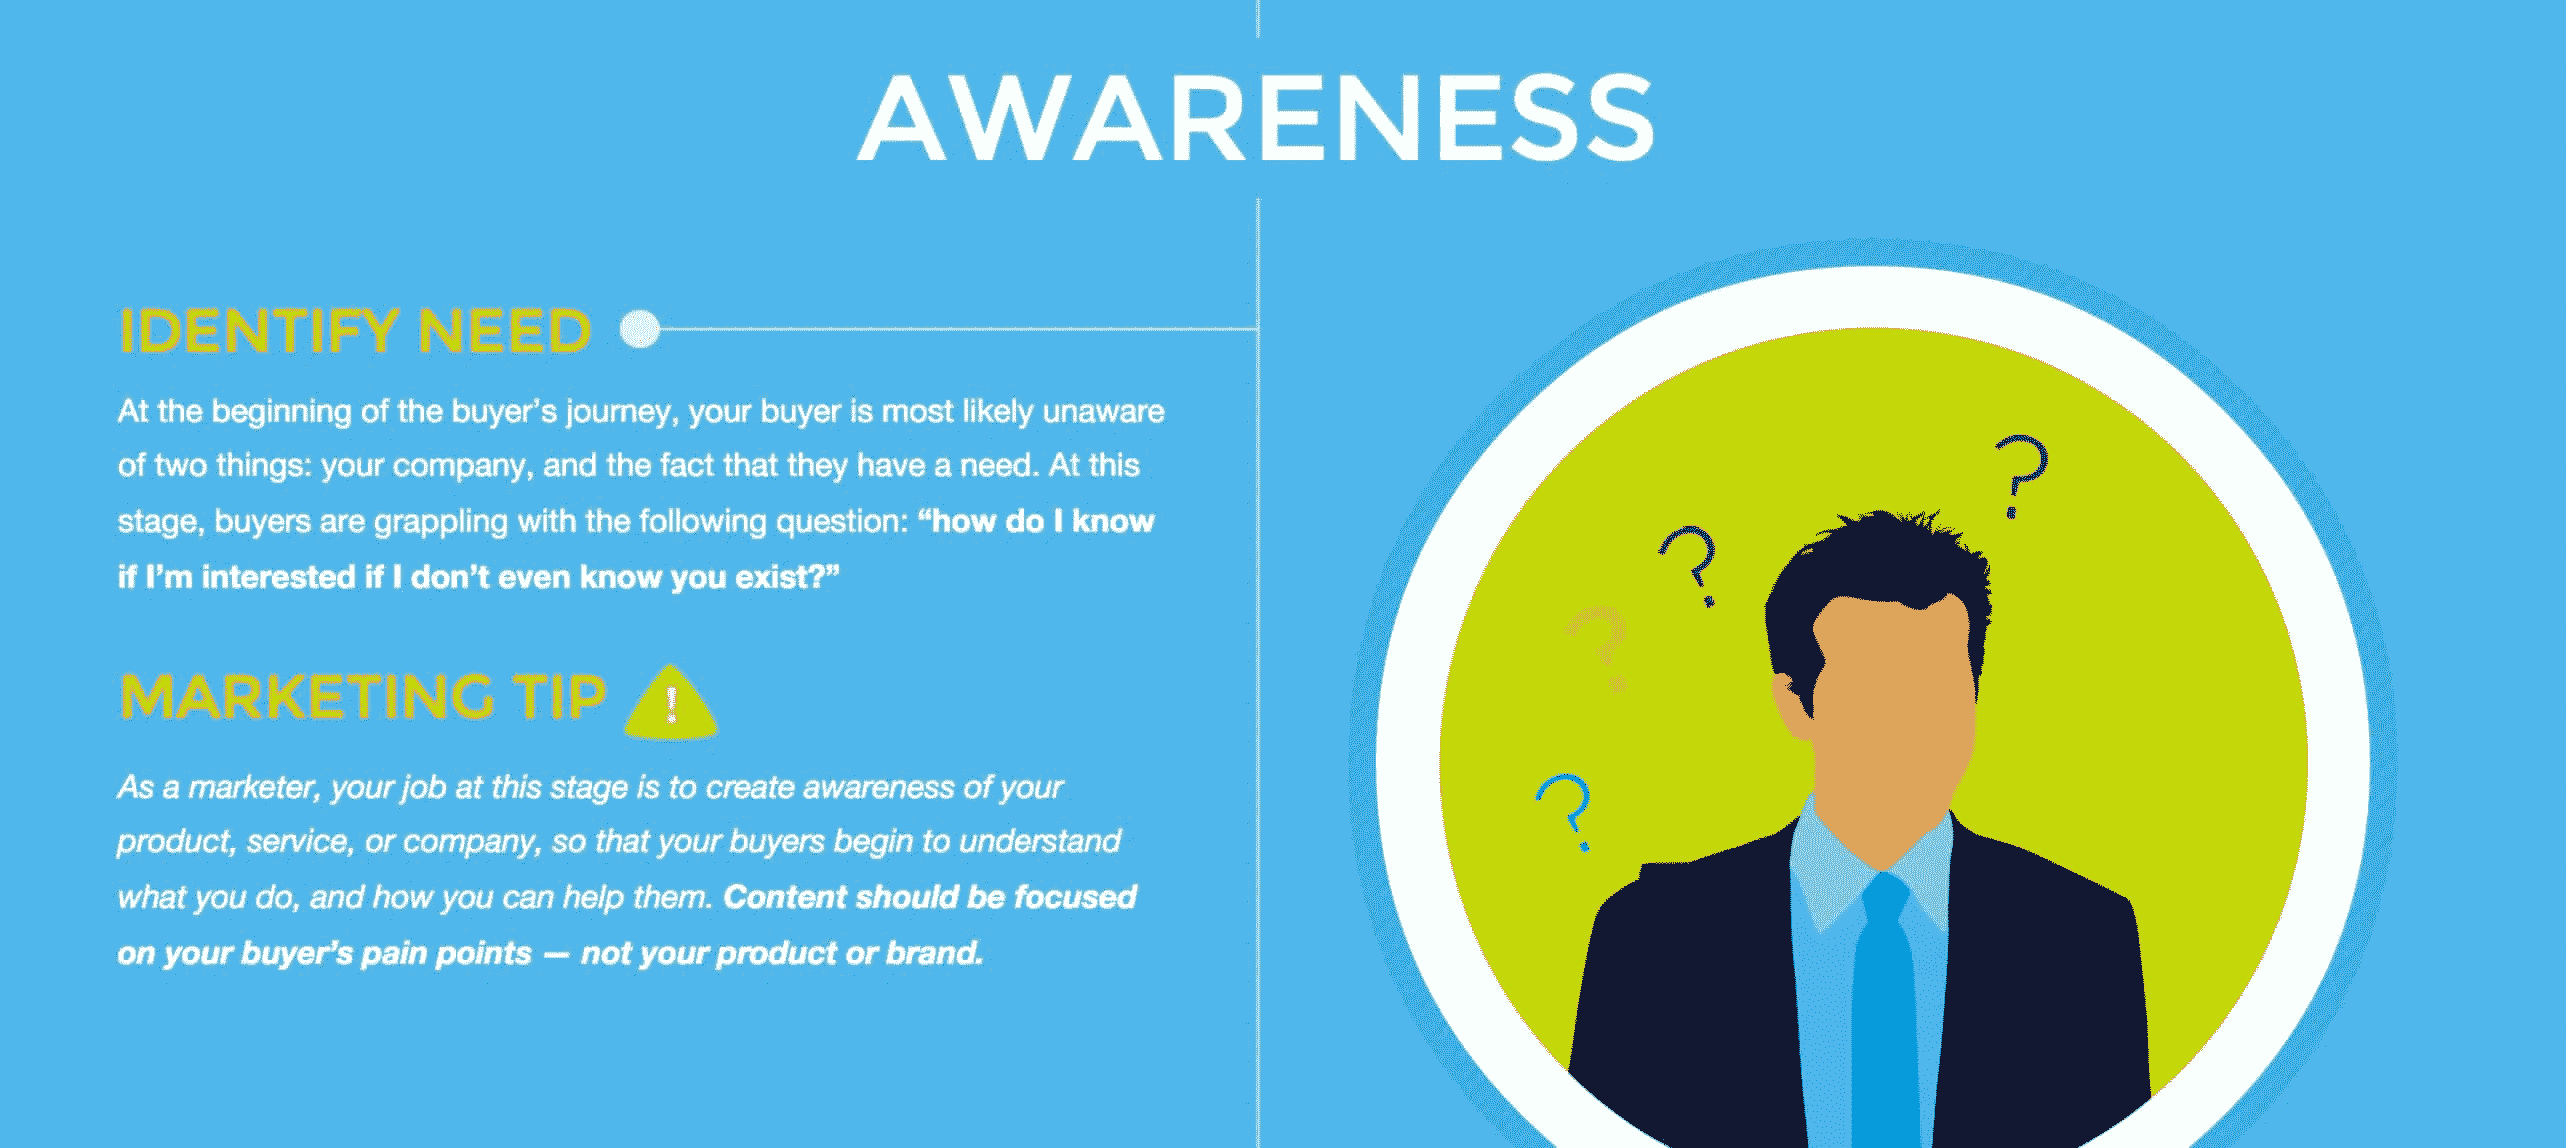 AWARENESS
IDENTIFY NEED
At the beginning of the buyer’s journey, your buyer is most likely unaware
of two things: your company, and the fact that they have a need. At this
stage, buyers are grappling with the following question: “how do I know
if I’m interested if I don’t even know you exist?”
MARKETING TIP !
As a marketer, your job at this stage is to create awareness of your
product, service, or company, so that your buyers begin to understand
what you do, and how you can help them. Content should be focused
on your buyer’s pain points — not your product or brand.
?
?
?
?